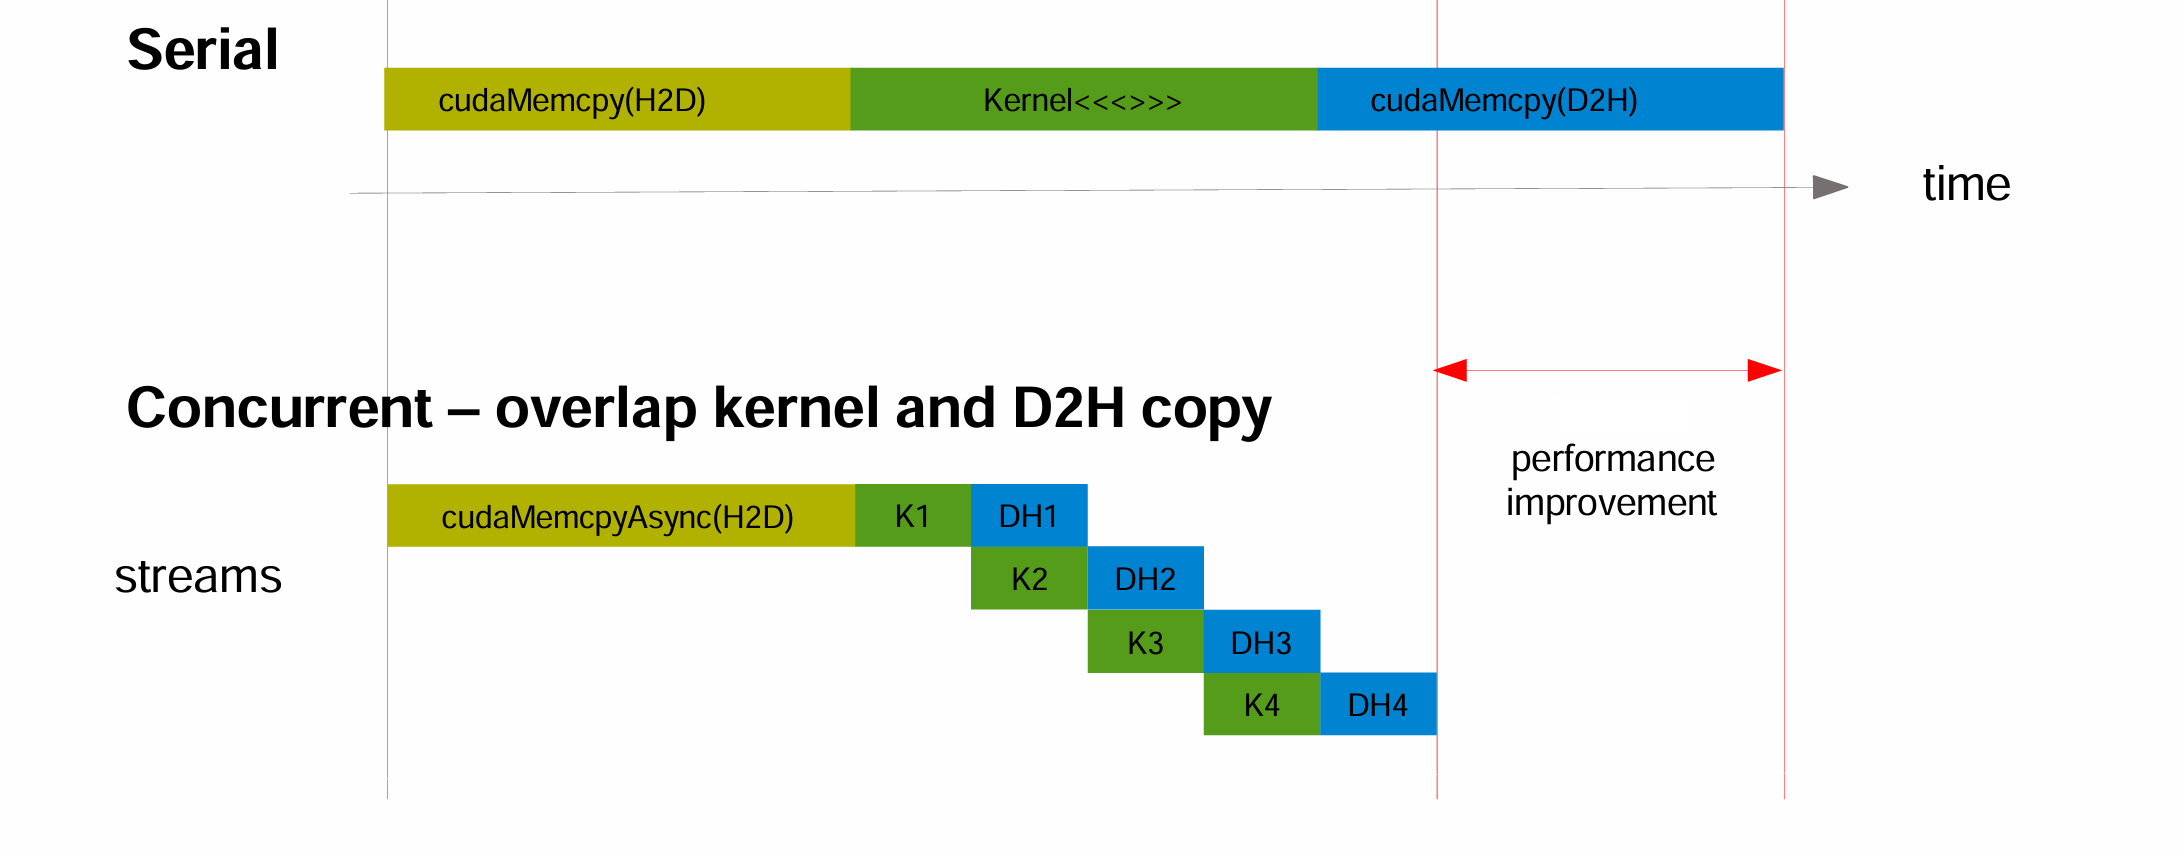 Serial
cudaMemcpy(H2D) Kernel<<<>>> cudaMemcpy(D2H)
time
Concurrent – overlap kernel and D2H copy
performance
improvement
cudaMemcpyAsync(H2D) K1 DH1
streams
K2 DH2
K3 DH3
K4 DH4